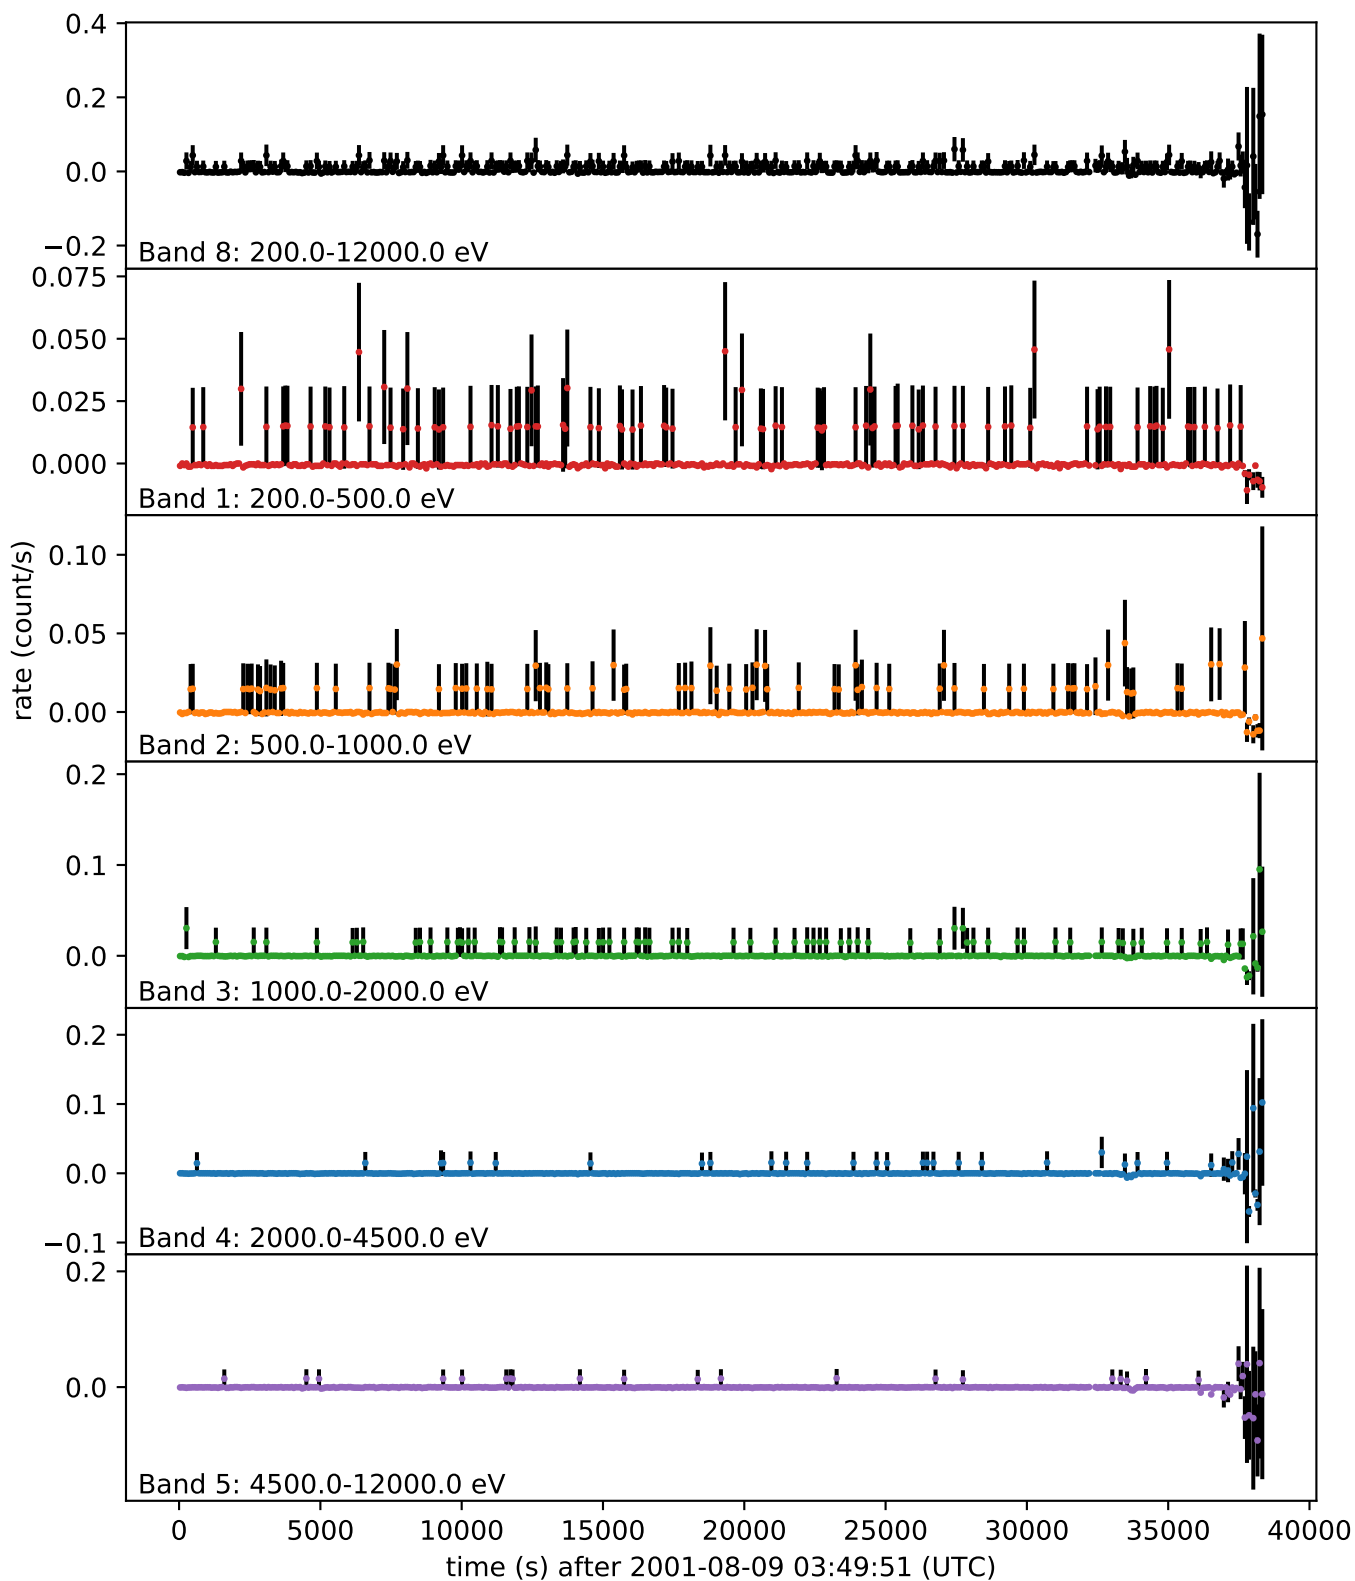 0.4
0.2
0.0
−0.2
Band 8: 200.0-12000.0 eV
0.075
0.050
0.025
0.000
Band 1: 200.0-500.0 eV
rate (count/s)
0.10
0.05
0.00
Band 2: 500.0-1000.0 eV
0.2
0.1
0.0
Band 3: 1000.0-2000.0 eV
0.2
0.1
0.0
−0.1
Band 4: 2000.0-4500.0 eV
0.2
0.0
Band 5: 4500.0-12000.0 eV
0 5000 10000 15000 20000 25000 30000 35000 40000
time (s) after 2001-08-09 03:49:51 (UTC)